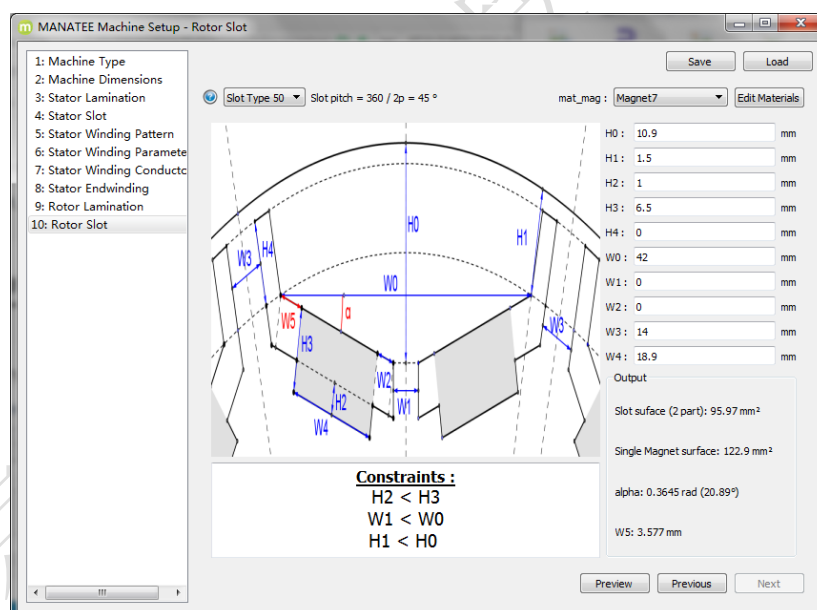 MANATEE Machine Setup - Rotor Slot
1: Machine Type
2: Machine Dimensions
3: Stator Lamination
4: Stator Slot
5: Stator Winding Pattern
6: Stator Winding Paramete
7: Stator Winding Conductc
8: Stator Endwinding
9: Rotor Lamination
10: Rotor Slot
Save
Load
Slot Type 50
Slot pitch = 360 / 2p = 45 °
mat_mag :
Magnet7
Edit Materials
H0
H1
H4
W3
W0
W5
α
H3
W3
W2
H2
W1
W4
H0 : 10.9 mm
H1 : 1.5 mm
H2 : 1 mm
H3 : 6.5 mm
H4 : 0 mm
W0 : 42 mm
W1 : 0 mm
W2 : 0 mm
W3 : 14 mm
W4 : 18.9 mm
Constraints :
H2 < H3
W1 < W0
H1 < H0
Output
Slot suface (2 part): 95.97 mm²
Single Magnet surface: 122.9 mm²
alpha: 0.3645 rad (20.89°)
W5: 3.577 mm
Preview
Previous
Next